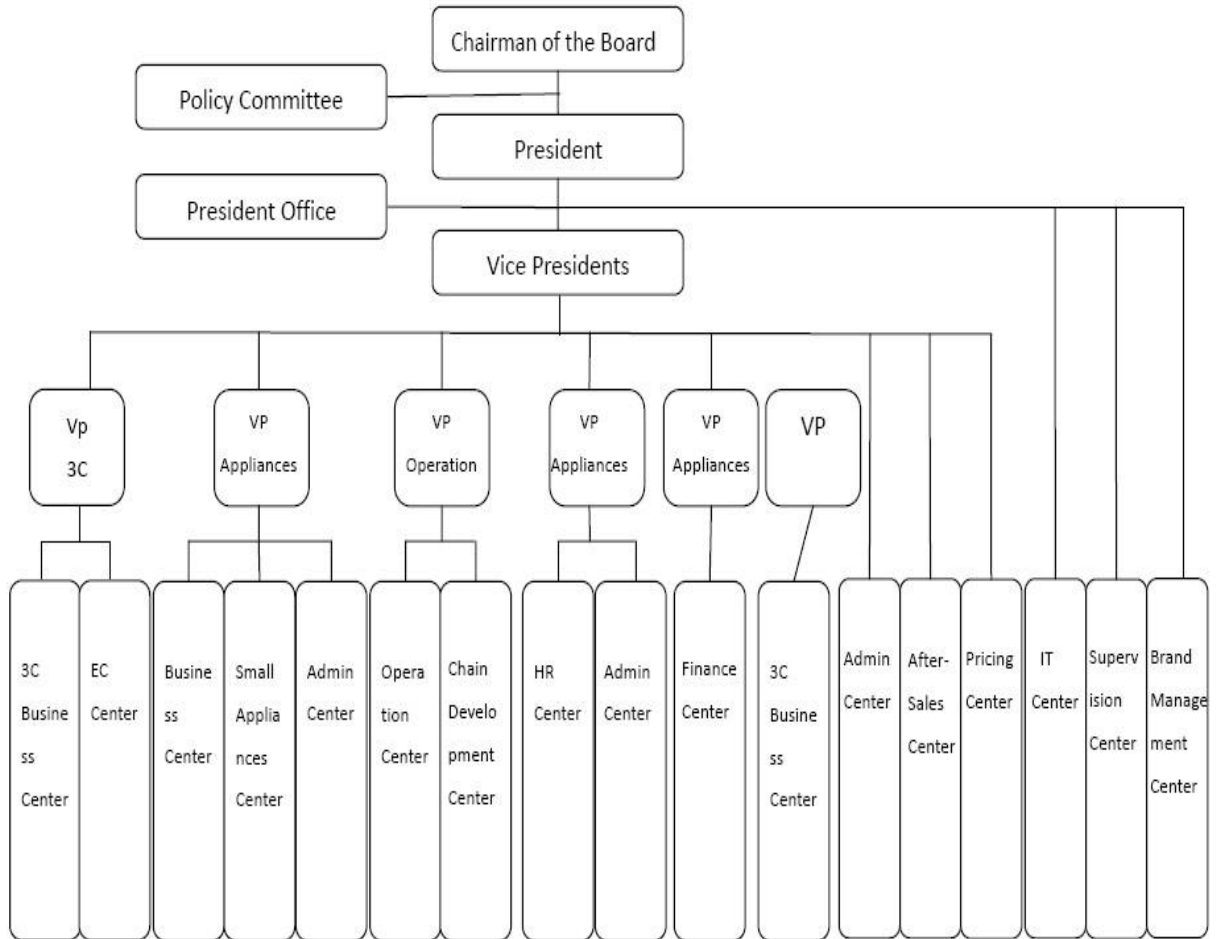 Chairman of the Board
Policy Committee
President
President Office
Vice Presidents
Vp
3C
VP
Appliances
VP
Operation
VP
Appliances
VP
Appliances
VP
3C
Busine
ss
Center
EC
Center
Busine
ss
Center
Small
Applia
nces
Center
Admin
Center
Opera
tion
Center
Chain
Develo
pment
Center
HR
Center
Admin
Center
Finance
Center
3C
Busine
ss
Center
Admin
Center
After-
Sales
Center
Pricing
Center
IT
Center
Superv
ision
Center
Brand
Manage
ment
Center